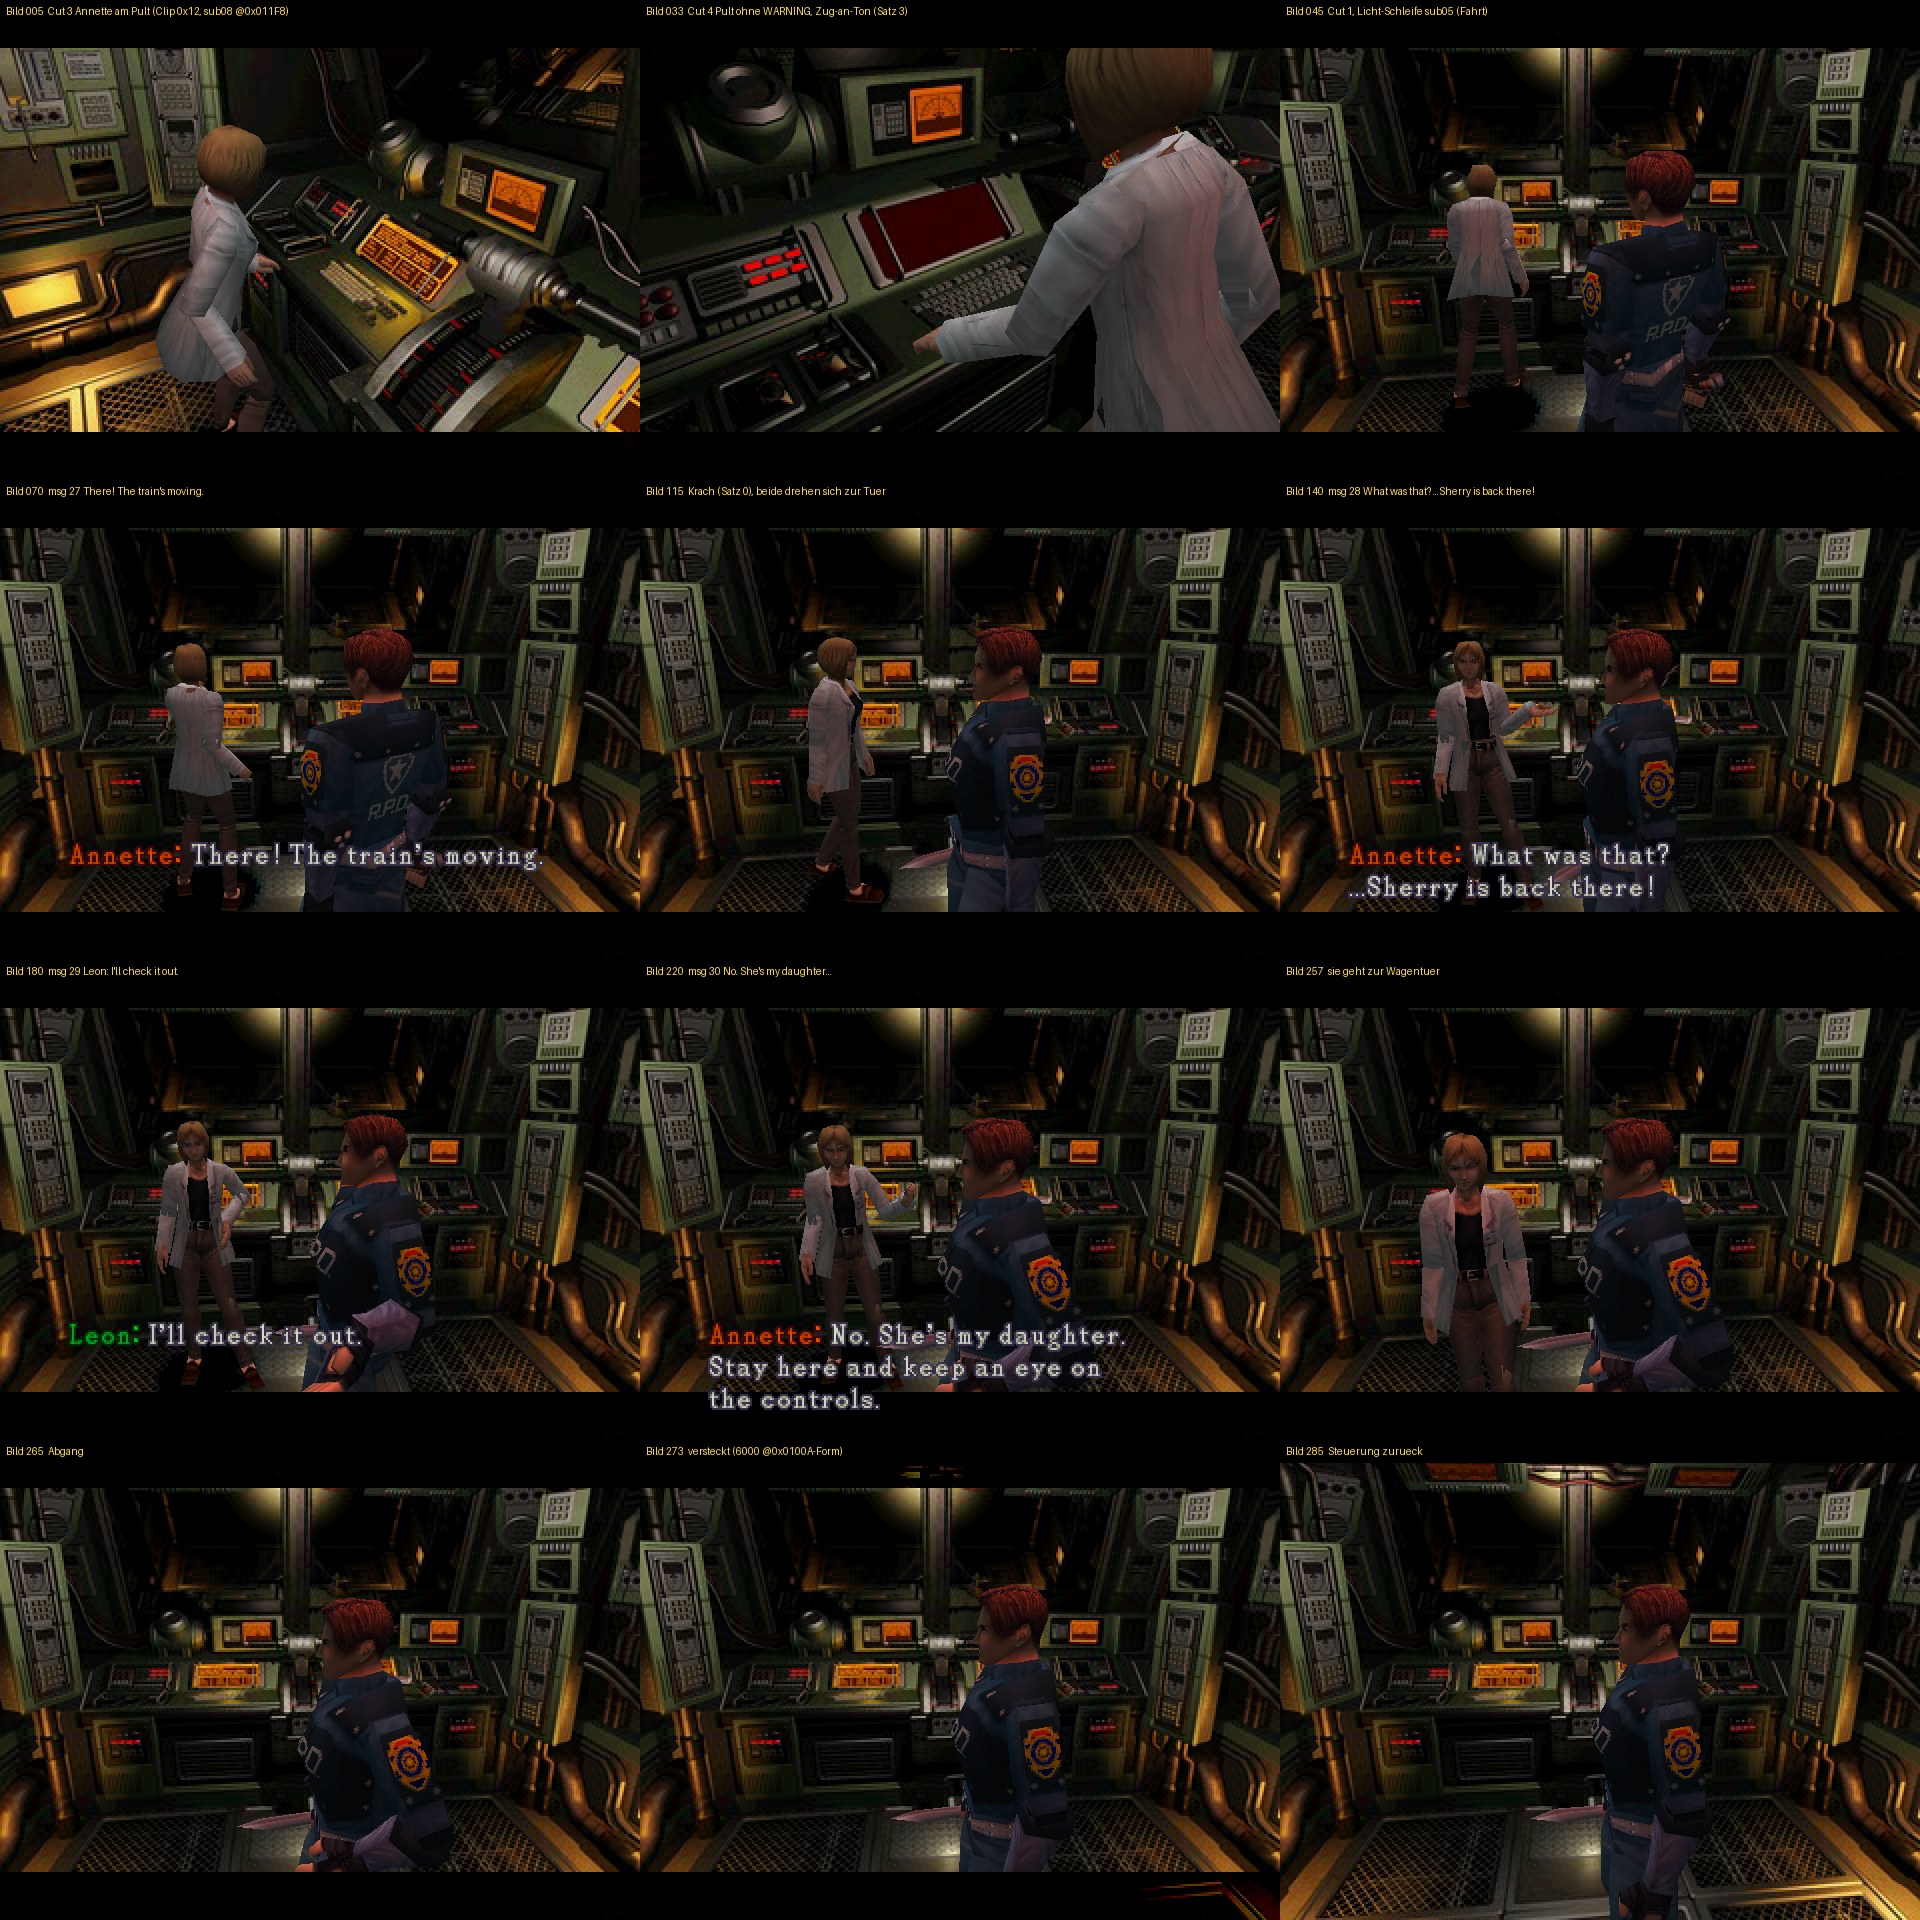 Bild 005 Cut 3 Annette am Pult (Clip 0x12, sub08 @0x011F8)
Bild 033 Cut 4 Pult ohne WARNING, Zug-an-Ton (Satz 3)
Bild 045 Cut 1, Licht-Schleife sub05 (Fahrt)
R.P.D.
Bild 070 msg 27 There! The train's moving.
Bild 115 Krach (Satz 0), beide drehen sich zur Tuer
Bild 140 msg 28 What was that?...Sherry is back there!
R.P.D.
Annette: There! The train's moving.
Annette: What was that?
...Sherry is back there!
Bild 180 msg 29 Leon: I'll check it out.
Bild 220 msg 30 No. She's my daughter...
Bild 257 sie geht zur Wagentuer
Leon: I'll check it out.
Annette: No. She's my daughter.
Stay here and keep an eye on
the controls.
Bild 265 Abgang
Bild 273 versteckt (6000 @0x0100A-Form)
Bild 285 Steuerung zurueck